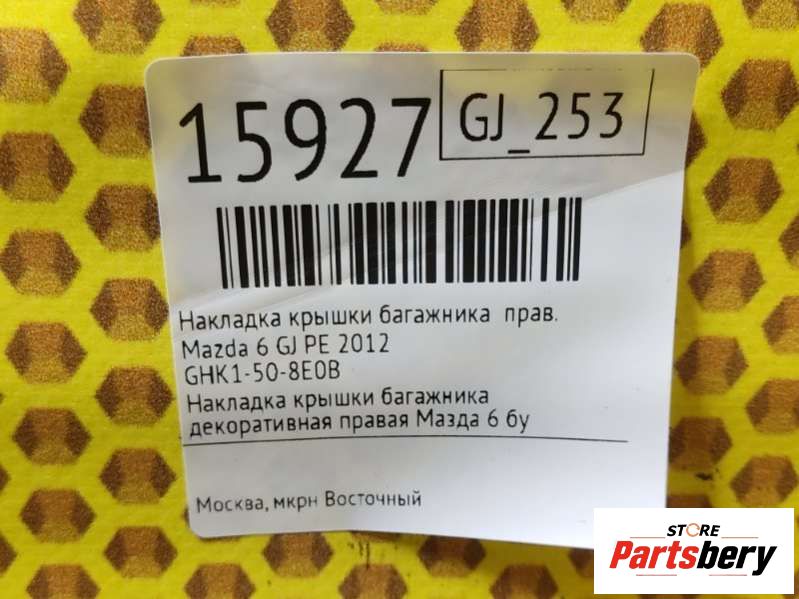 15927
GJ_253
Накладка крышки багажника прав.
Mazda 6 GJ PE 2012
GHK1-50-8E0B
Накладка крышки багажника
декоративная правая Мазда 6 бу
Москва, мкрн Восточный
STORE
Partsbery